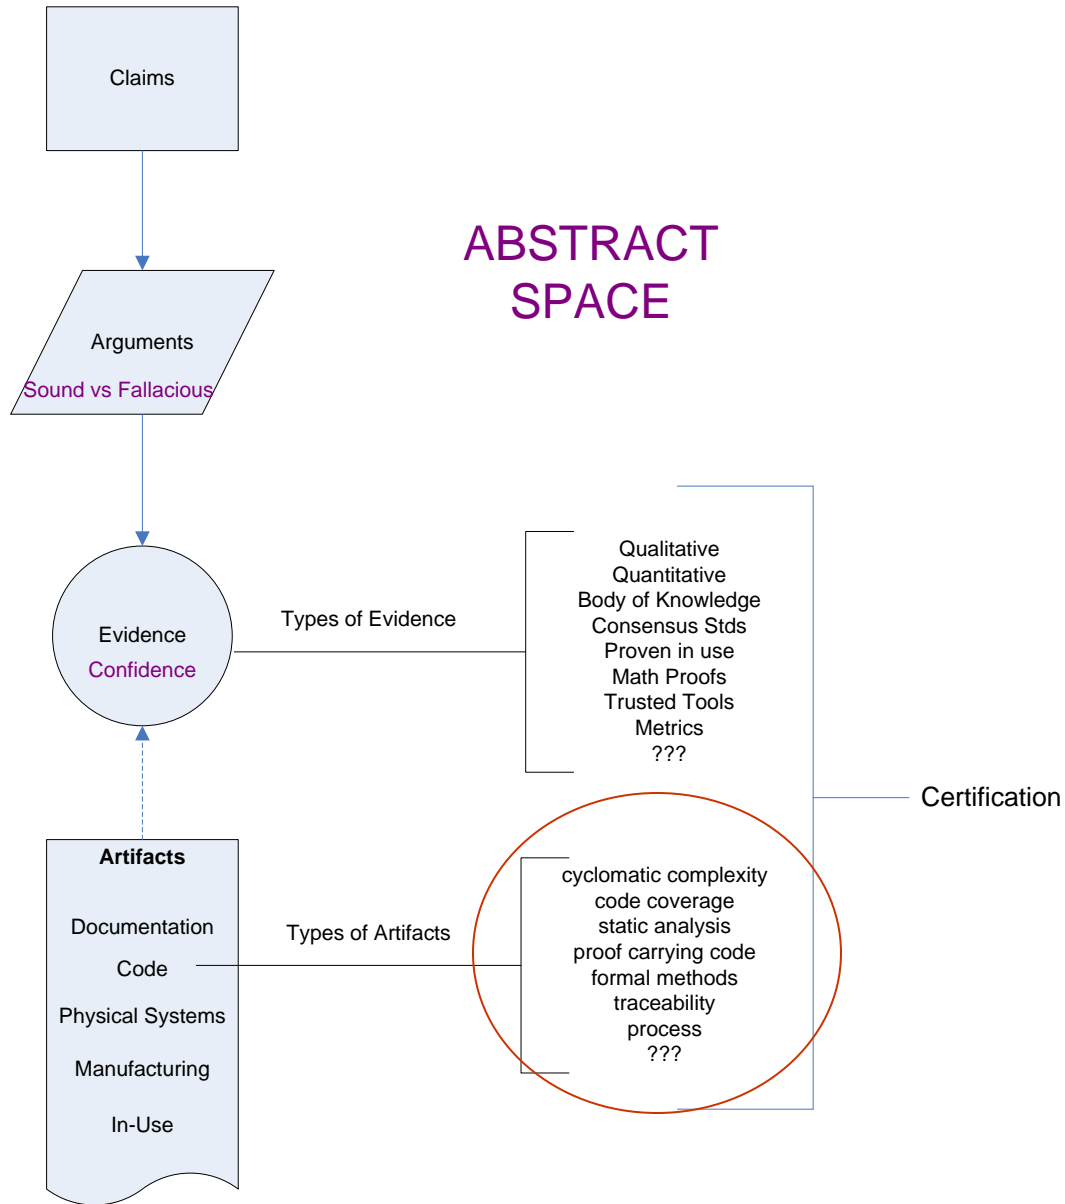 Claims
ABSTRACT
SPACE
Arguments
Sound vs Fallacious
Evidence
Confidence
Types of Evidence
Qualitative
Quantitative
Body of Knowledge
Consensus Stds
Proven in use
Math Proofs
Trusted Tools
Metrics
???
Certification
Artifacts
Documentation
Code
Physical Systems
Manufacturing
In-Use
Types of Artifacts
cyclomatic complexity
code coverage
static analysis
proof carrying code
formal methods
traceability
process
???